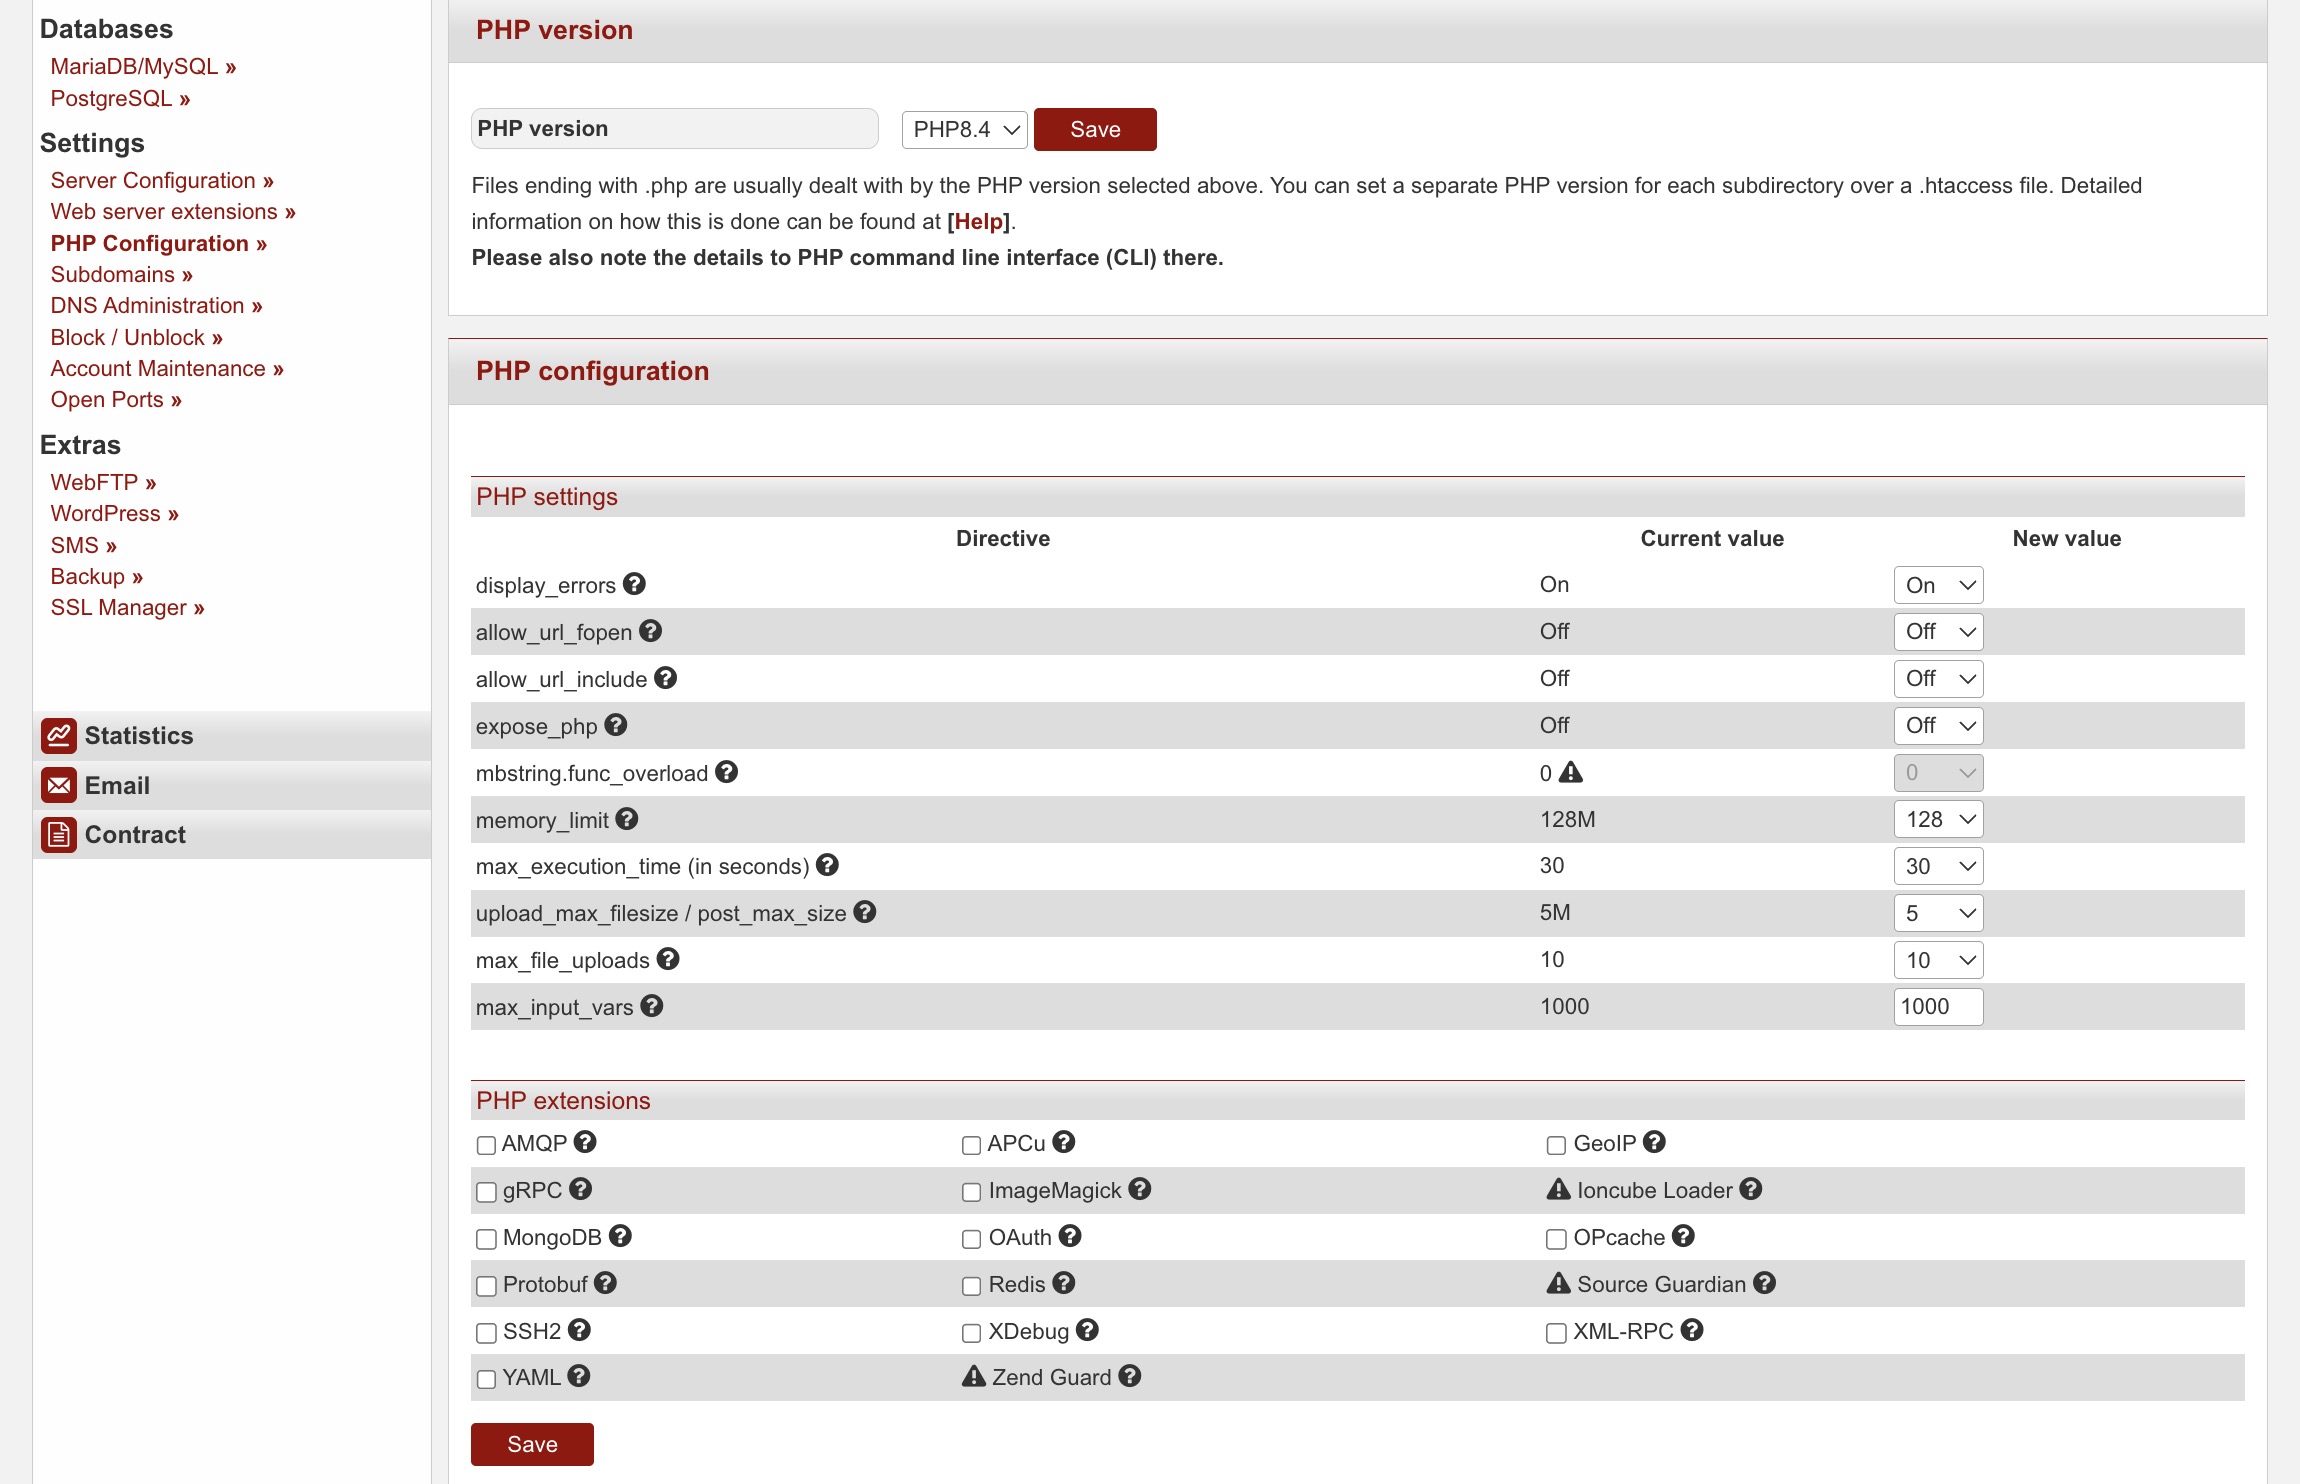 Databases
MariaDB/MySQL »
PostgreSQL »
Settings
Server Configuration »
Web server extensions »
PHP Configuration »
Subdomains »
DNS Administration »
Block / Unblock »
Account Maintenance »
Open Ports »
Extras
WebFTP »
WordPress »
SMS »
Backup »
SSL Manager »
Statistics
Email
Contract
PHP version
PHP version PHP8.4 Save
Files ending with .php are usually dealt with by the PHP version selected above. You can set a separate PHP version for each subdirectory over a .htaccess file. Detailed
information on how this is done can be found at [Help].
Please also note the details to PHP command line interface (CLI) there.
PHP configuration
PHP settings
Directive Current value New value
display_errors ? On On
allow_url_fopen ? Off Off
allow_url_include ? Off Off
expose_php ? Off Off
mbstring.func_overload ? 0 0
memory_limit ? 128M 128
max_execution_time (in seconds) ? 30 30
upload_max_filesize / post_max_size ? 5M 5
max_file_uploads ? 10 10
max_input_vars ? 1000 1000
PHP extensions
AMQP ? APCu ? GeoIP ?
gRPC ? ImageMagick ? Ioncube Loader ?
MongoDB ? OAuth ? OPcache ?
Protobuf ? Redis ? Source Guardian ?
SSH2 ? XDebug ? XML-RPC ?
YAML ? Zend Guard ?
Save